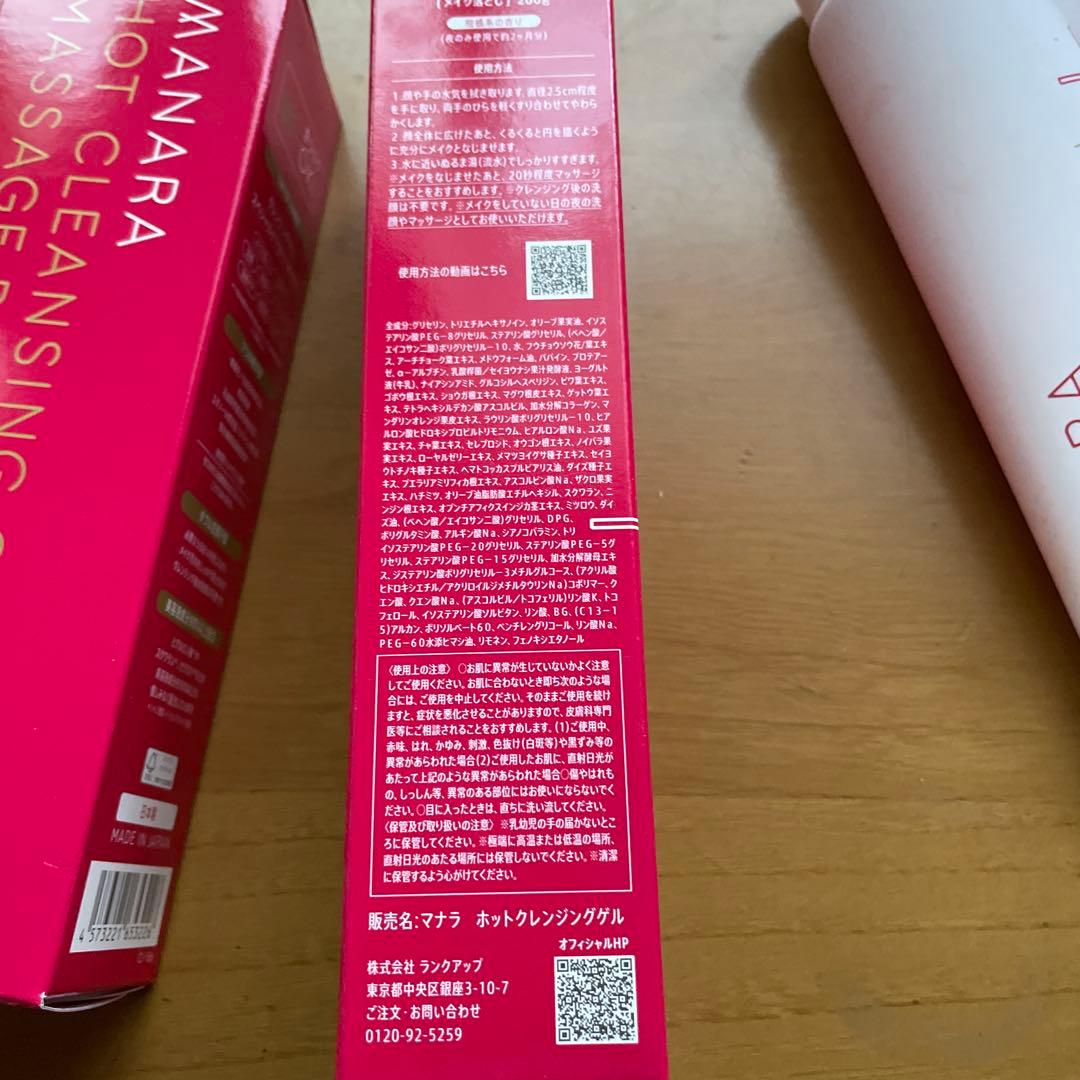 MANARA
HOT CLEANSING
MASSAGE
日本製
MADE IN JAPAN
4 573221 653226
[メイク落とし] 200g
柑橘系の香り
(夜のみ使用で約2ヶ月分)
使用方法
1.顔や手の水気を拭き取ります。直径2.5cm程度
を手に取り、両手のひらを軽くすり合わせてやわら
かくします。
2.顔全体に広げたあと、くるくると円を描くよう
に充分にメイクとなじませます。
3.水に近いぬるま湯(流水)でしっかりすすぎます。
※メイクをなじませたあと、20秒程度マッサージ
することをおすすめします。※クレンジング後の洗
顔は不要です。※メイクをしていない日の夜の洗
顔やマッサージとしてお使いいただけます。
使用方法の動画はこちら
全成分:グリセリン、トリエチルヘキサノイン、オリーブ果実油、イソス
テアリン酸PEG-8グリセリル、ステアリン酸グリセリル、(ベヘン酸/
エイコサン二酸)ポリグリセリル-10、水、フウチョウソウ花/葉エキ
ス、アーチチョーク葉エキス、メドウフォーム油、パパイン、プロテアー
ゼ、α-アルブチン、乳酸桿菌/セイヨウナシ果汁発酵液、ヨーグルト
液(牛乳)、ナイアシンアミド、グルコシルヘスペリジン、ビワ葉エキス、
ゴボウ根エキス、ショウガ根エキス、マグワ根皮エキス、ゲットウ葉エ
キス、テトラヘキシルデカン酸アスコルビル、加水分解コラーゲン、マ
ンダリンオレンジ果皮エキス、ラウリン酸ポリグリセリル-10、ヒア
ルロン酸ヒドロキシプロピルトリモニウム、ヒアルロン酸Na、ユズ果
実エキス、チャ葉エキス、セレブロシド、オウゴン根エキス、ノイバラ果
実エキス、ローヤルゼリーエキス、メマツヨイグサ種子エキス、セイヨ
ウトチノキ種子エキス、ヘマトコッカスプルビアリス油、ダイズ種子エ
キス、プエラリアミリフィカ根エキス、アスコルビン酸Na、ザクロ果実
エキス、ハチミツ、オリーブ油脂肪酸エチルヘキシル、スクワラン、ニ
ンジン根エキス、オプンチアフィクスインジカ茎エキス、ミツロウ、ダイ
ズ油、(ベヘン酸/エイコサン二酸)グリセリル、DPG、
ポリグルタミン酸、アルギン酸Na、シアノコバラミン、トリ
イソステアリン酸PEG-20グリセリル、ステアリン酸PEG-5グ
リセリル、ステアリン酸PEG-15グリセリル、加水分解酵母エキ
ス、ジステアリン酸ポリグリセリル-3メチルグルコース、(アクリル酸
ヒドロキシエチル/アクリロイルジメチルタウリンNa)コポリマー、ク
エン酸、クエン酸Na、(アスコルビル/トコフェリル)リン酸K、トコ
フェロール、イソステアリン酸ソルビタン、リン酸、BG、(C13-1
5)アルカン、ポリソルベート60、ペンチレングリコール、リン酸Na、
PEG-60水添ヒマシ油、リモネン、フェノキシエタノール
〈使用上の注意〉 ○お肌に異常が生じていないかよく注意
してご使用ください。お肌に合わないとき即ち次のような場
合には、ご使用を中止してください。そのままご使用を続け
ますと、症状を悪化させることがありますので、皮膚科専門
医等にご相談されることをおすすめします。(1)ご使用中、
赤味、はれ、かゆみ、刺激、色抜け(白斑等)や黒ずみ等の
異常があらわれた場合(2)ご使用したお肌に、直射日光が
あたって上記のような異常があらわれた場合○傷やはれも
の、しっしん等、異常のある部位にはお使いにならないでく
ださい。○目に入ったときは、直ちに洗い流してください。
〈保管及び取り扱いの注意〉 ※乳幼児の手の届かないとこ
ろに保管してください。※極端に高温または低温の場所、
直射日光のあたる場所には保管しないでください。※清潔
に保管するよう心がけてください。
販売名:マナラ ホットクレンジングゲル
オフィシャルHP
株式会社 ランクアップ
東京都中央区銀座3-10-7
ご注文・お問い合わせ
0120-92-5259